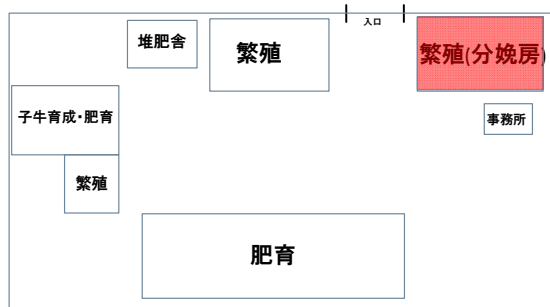 入口
堆肥舎
繁殖
繁殖(分娩房)
子牛育成・肥育
事務所
繁殖
肥育